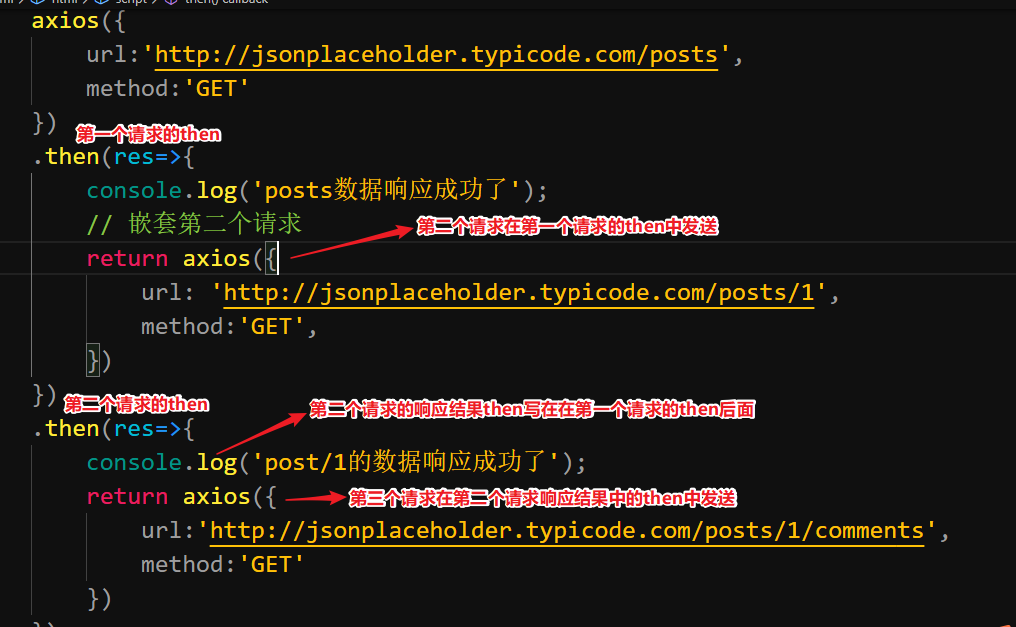 axios({
url:'http://jsonplaceholder.typicode.com/posts',
method:'GET'
})
第一个请求的then
.then(res=>{
console.log('posts数据响应成功了');
// 嵌套第二个请求
第二个请求在第一个请求的then中发送
return axios({
url: 'http://jsonplaceholder.typicode.com/posts/1',
method:'GET',
})
})
第二个请求的then
第二个请求的响应结果then写在在第一个请求的then后面
.then(res=>{
console.log('post/1的数据响应成功了');
return axios({
第三个请求在第二个请求响应结果中的then中发送
url:'http://jsonplaceholder.typicode.com/posts/1/comments',
method:'GET'
})